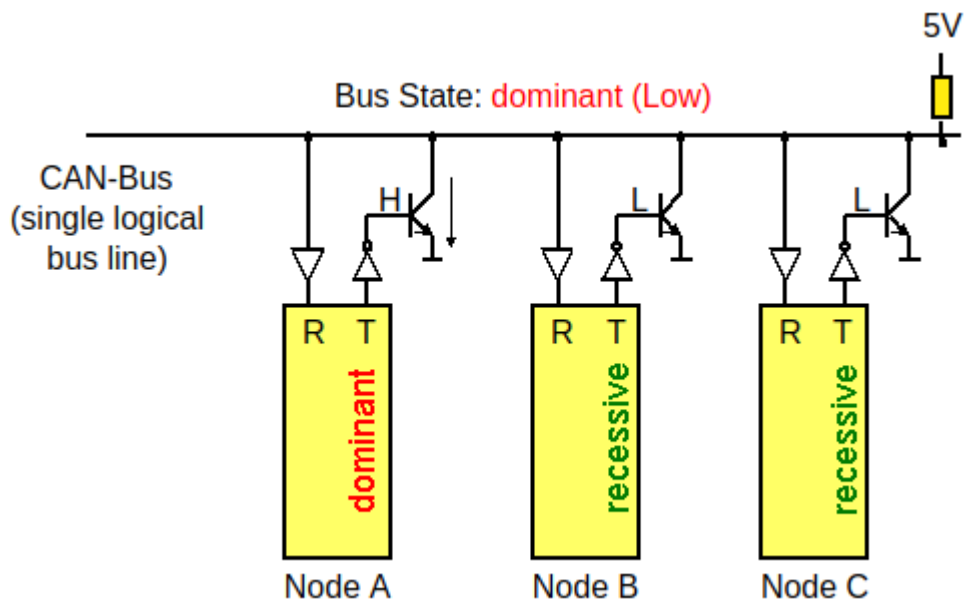 5V
Bus State: dominant (Low)
CAN-Bus
(single logical
bus line)
H
L
L
R T
R T
R T
dominant
recessive
recessive
Node A
Node B
Node C